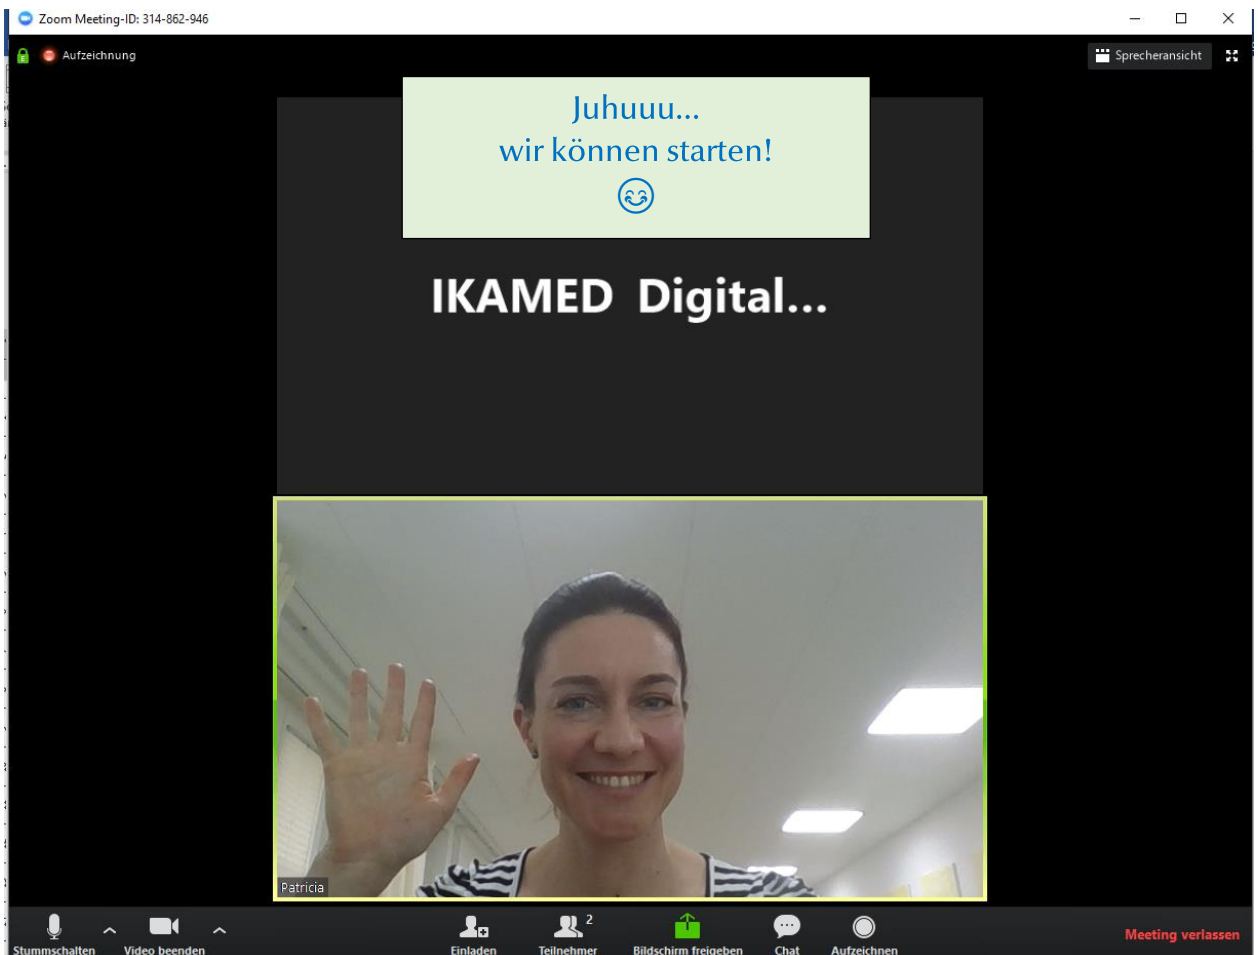 Zoom Meeting-ID: 314-862-946
Aufzeichnung
Sprecheransicht
Juhuuu...
wir können starten!
IKAMED Digital...
Patricia
2
Stummschalten
Video beenden
Einladen
Teilnehmer
Bildschirm freigeben
Chat
Aufzeichnen
Meeting verlassen